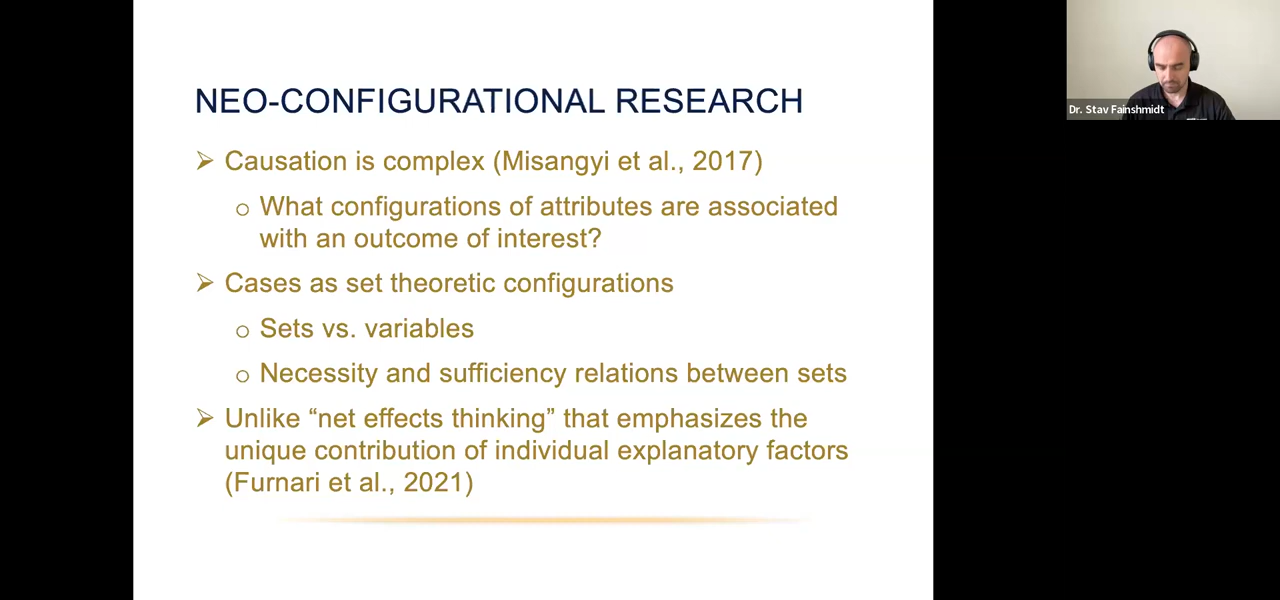 NEO-CONFIGURATIONAL RESEARCH
➢ Causation is complex (Misangyi et al., 2017)
o What configurations of attributes are associated
with an outcome of interest?
➢ Cases as set theoretic configurations
o Sets vs. variables
o Necessity and sufficiency relations between sets
➢ Unlike “net effects thinking” that emphasizes the
unique contribution of individual explanatory factors
(Furnari et al., 2021)
Dr. Stav Fainshmidt